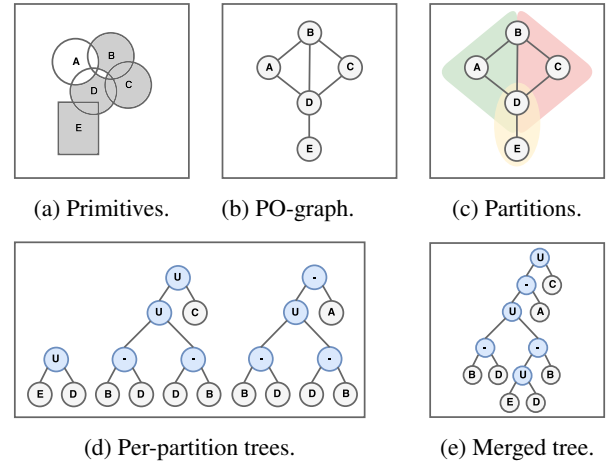 A B C D E
B A C D E
B A C D E
(a) Primitives. (b) PO-graph. (c) Partitions.
U - U
U C U A - C
U A
U - - - - - -
E D B D D B B D D B B D U B
E D
(d) Per-partition trees. (e) Merged tree.